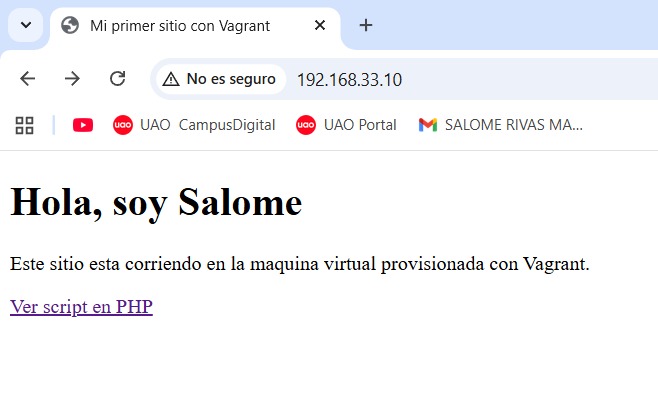 Mi primer sitio con Vagrant
No es seguro 192.168.33.10
uao UAO CampusDigital uao UAO Portal SALOME RIVAS MA...
Hola, soy Salome
Este sitio esta corriendo en la maquina virtual provisionada con Vagrant.
Ver script en PHP